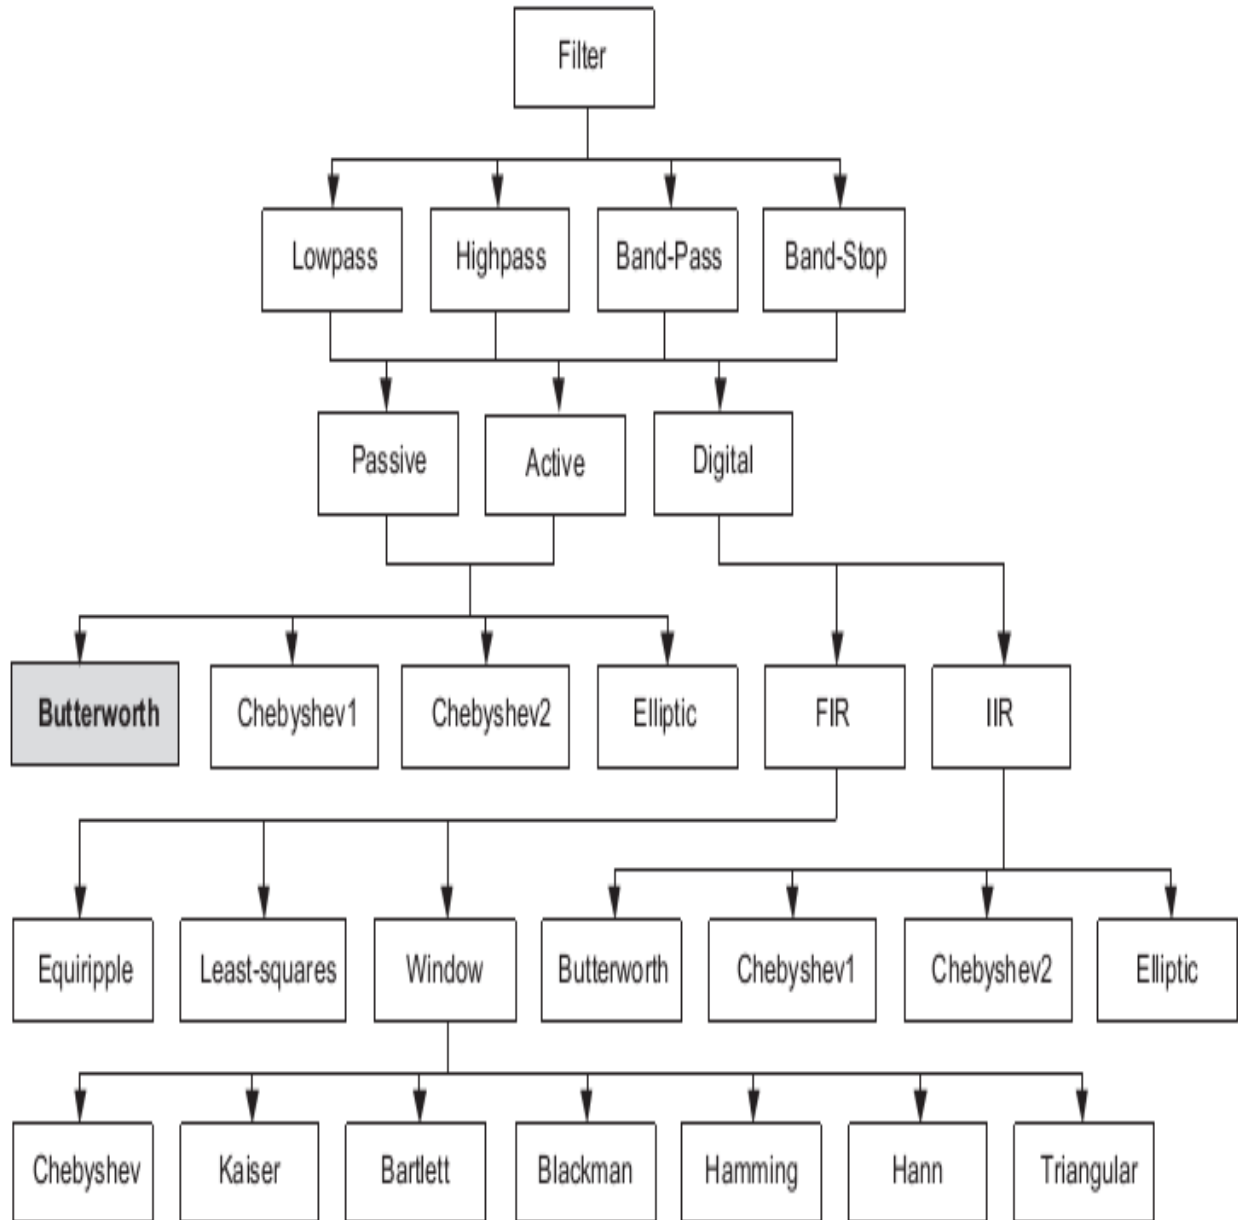 Filter
Lowpass
Highpass
Band-Pass
Band-Stop
Passive
Active
Digital
Butterworth
Chebyshev1
Chebyshev2
Elliptic
FIR
IIR
Equiripple
Least-squares
Window
Butterworth
Chebyshev1
Chebyshev2
Elliptic
Chebyshev
Kaiser
Bartlett
Blackman
Hamming
Hann
Triangular